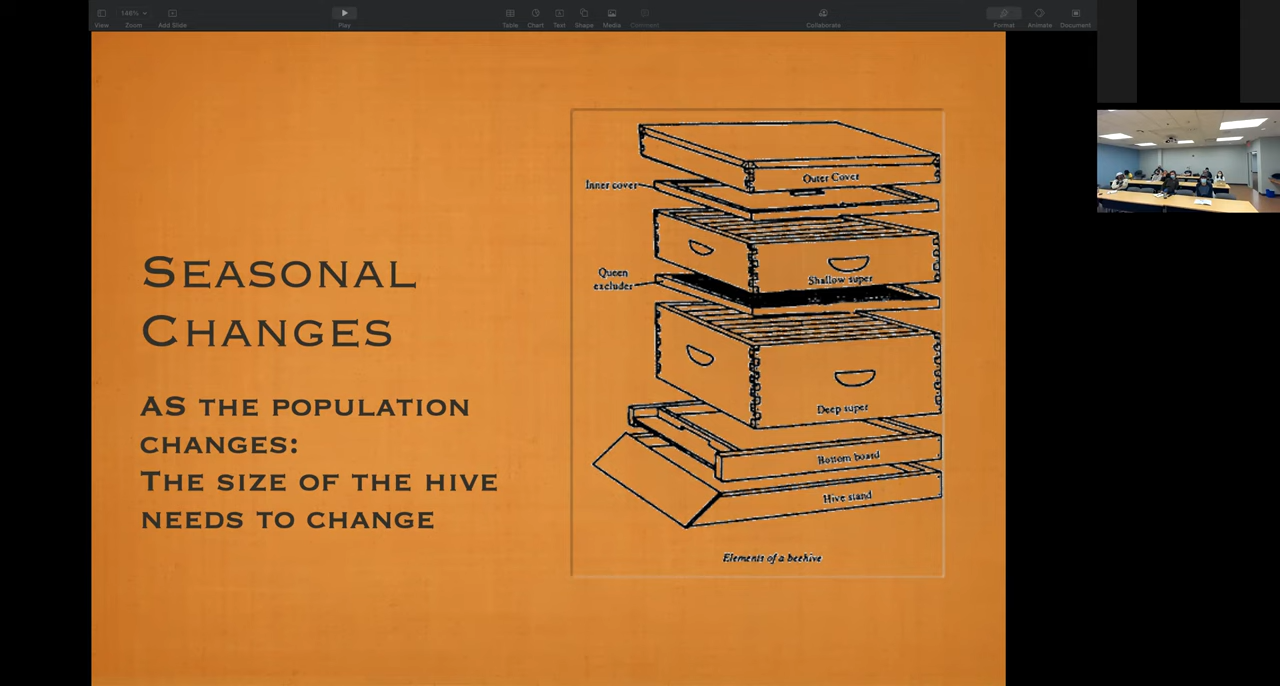 148%
View
Zoom
Add Slide
Play
Table
Chart
Text
Shape
Media
Comment
Collaborate
Format
Animate
Document
SEASONAL
CHANGES
AS THE POPULATION
CHANGES:
THE SIZE OF THE HIVE
NEEDS TO CHANGE
Outer Cover
Inner cover
Shallow super
Queen
excluder
Deep super
Bottom board
Hive stand
Elements of a beehive